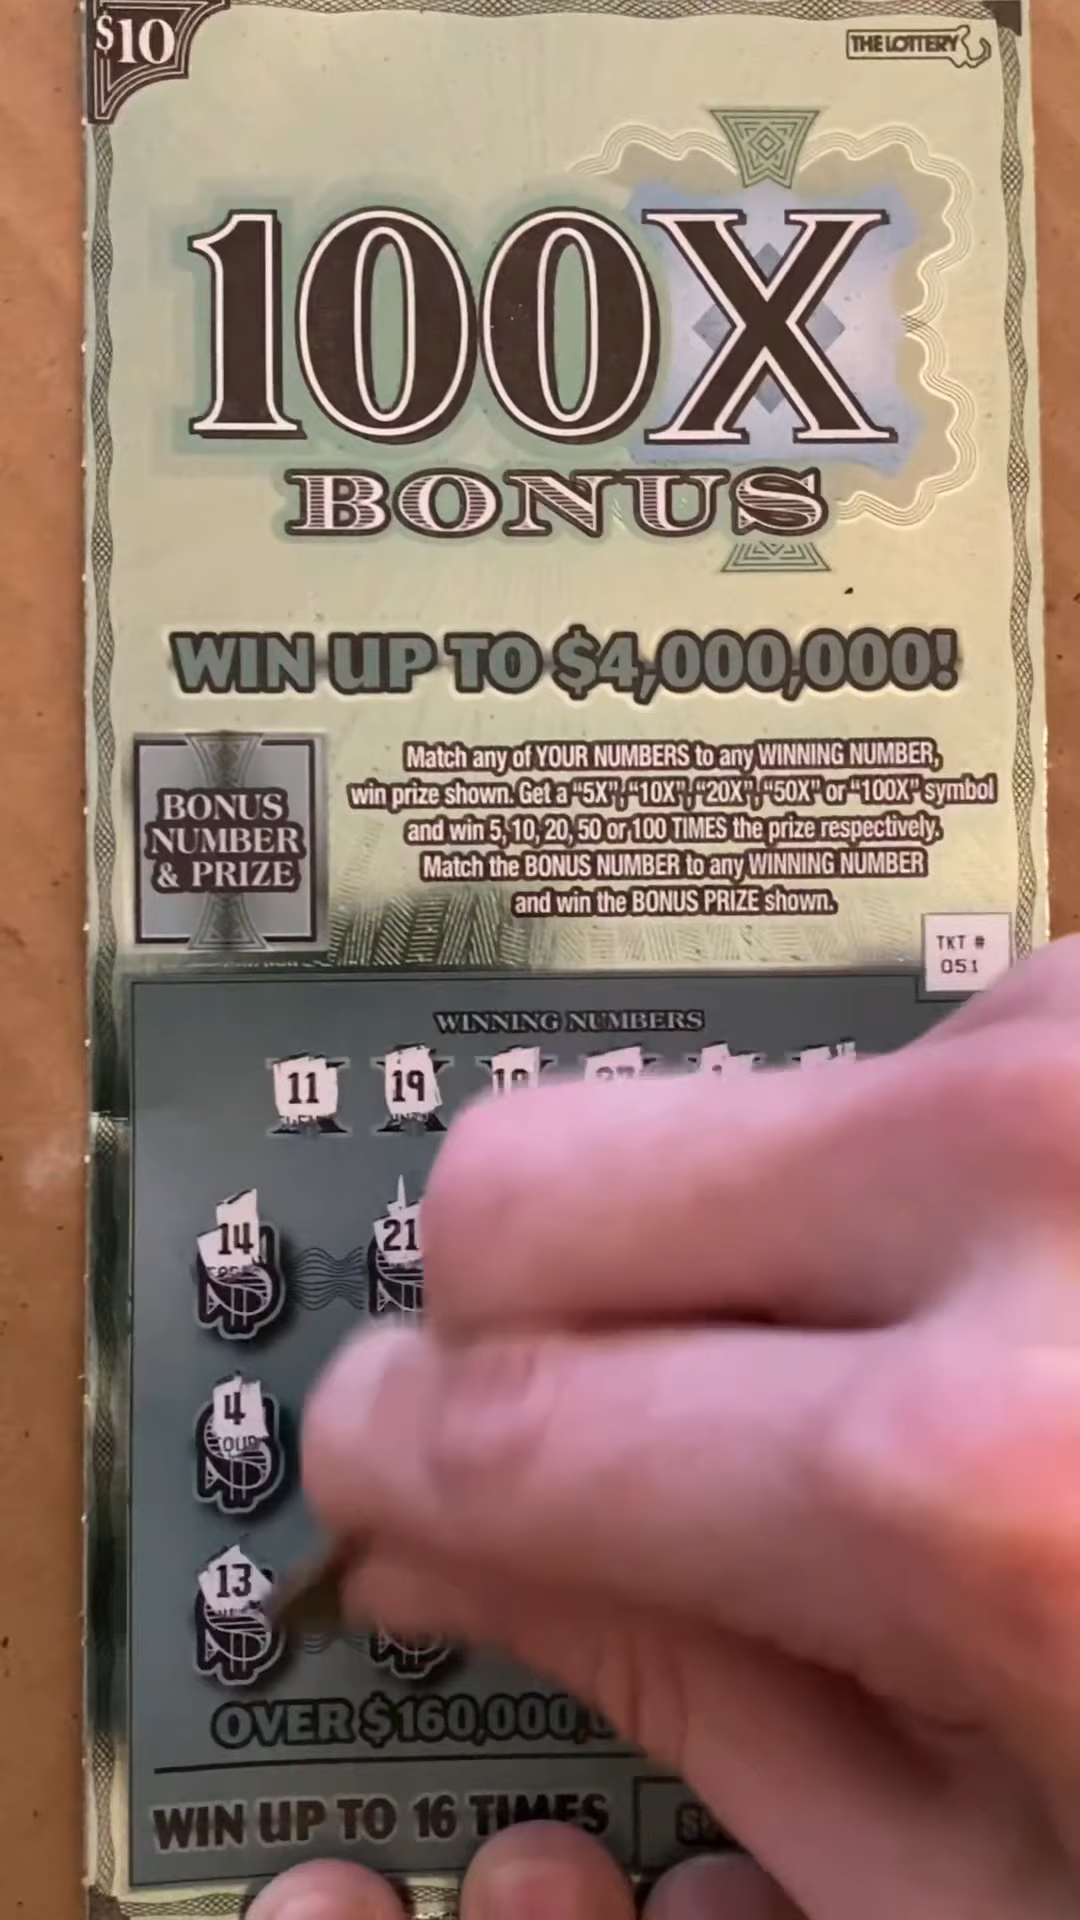 $10
THE LOTTERY
100X
BONUS
WIN UP TO $4,000,000!
BONUS
NUMBER
& PRIZE
Match any of YOUR NUMBERS to any WINNING NUMBER,
win prize shown. Get a "5X", "10X", "20X", "50X" or "100X" symbol
and win 5, 10, 20, 50 or 100 TIMES the prize respectively.
Match the BONUS NUMBER to any WINNING NUMBER
and win the BONUS PRIZE shown.
TKT #
051
WINNING NUMBERS
11 19
14 21
4
13
OVER $160,000,
WIN UP TO 16 TIMES